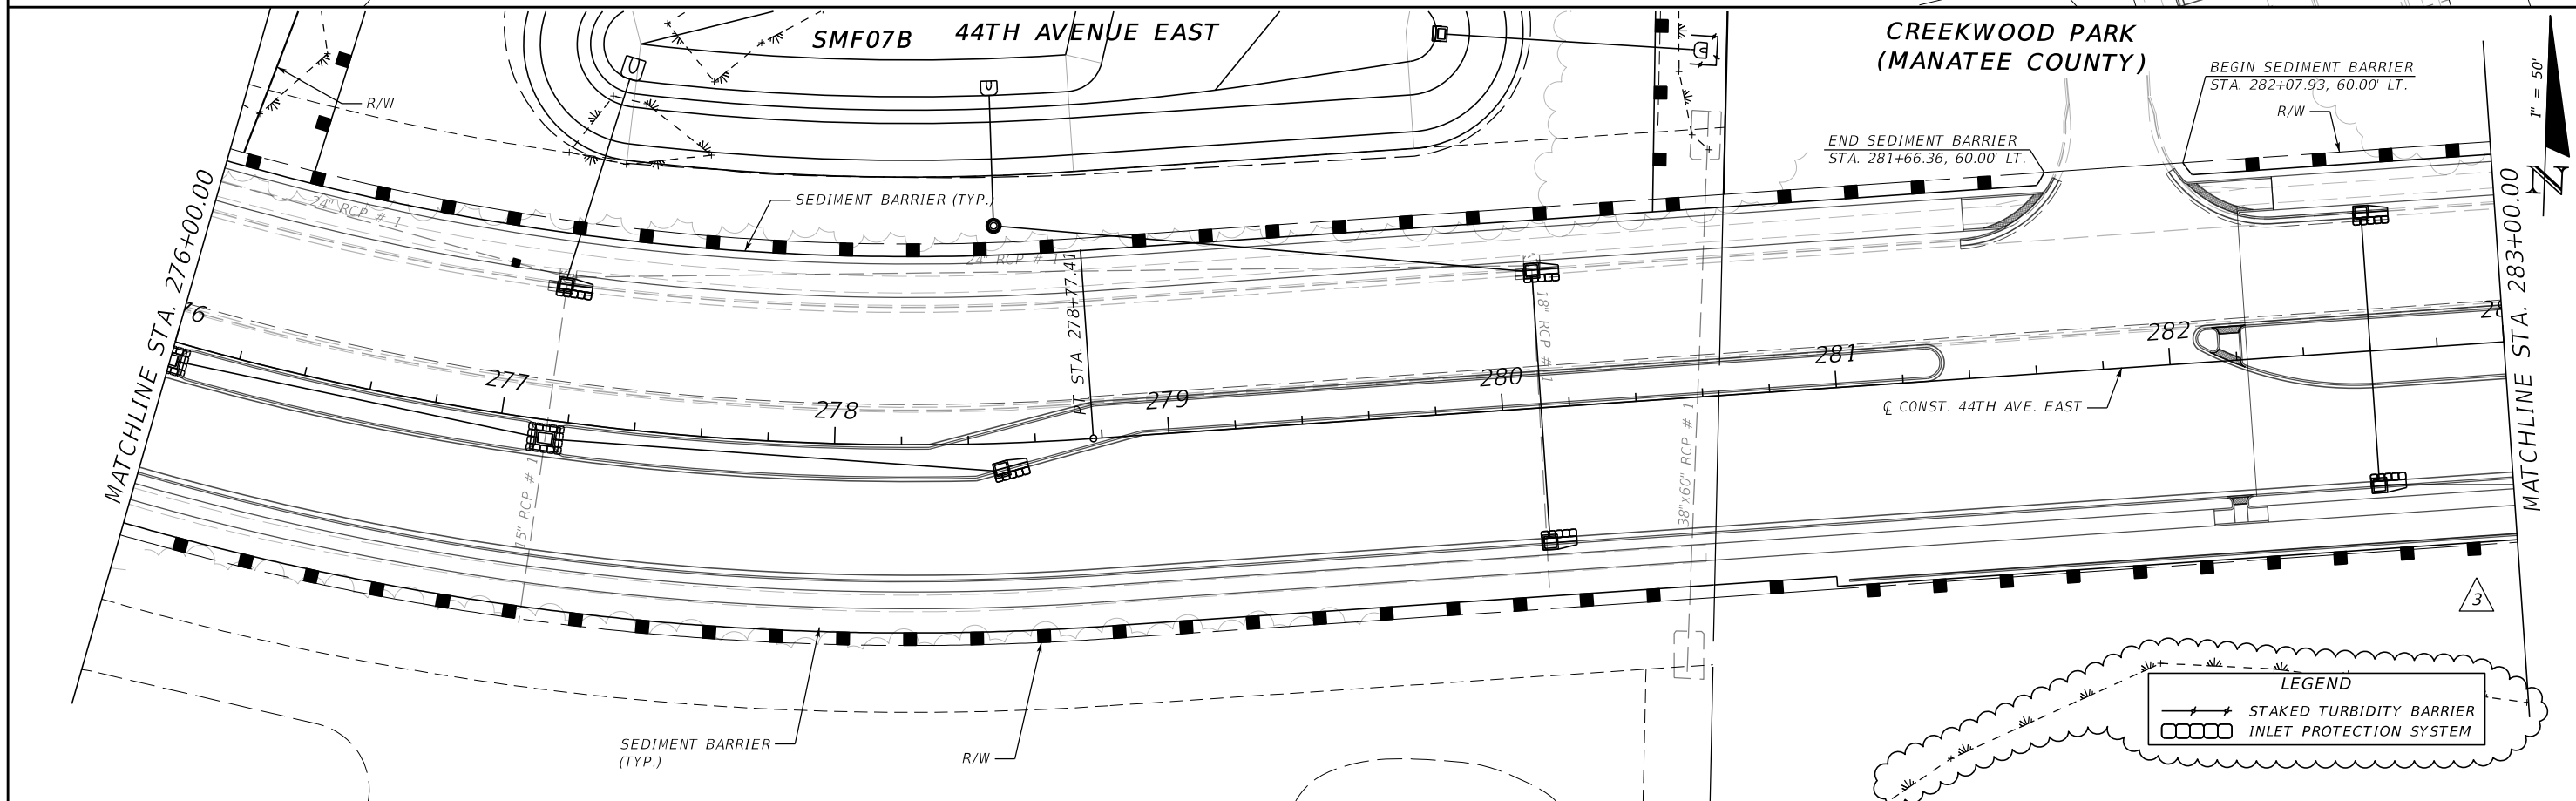 SMF07B
44TH AVENUE EAST
CREEKWOOD PARK
(MANATEE COUNTY)
BEGIN SEDIMENT BARRIER
STA. 282+07.93, 60.00' LT.
R/W
1" = 50'
N
R/W
END SEDIMENT BARRIER
STA. 281+66.36, 60.00' LT.
SEDIMENT BARRIER (TYP.)
24" RCP # 1
24" RCP # 1
MATCHLINE STA. 276+00.00
PT STA. 278+77.41
18" RCP # 1
MATCHLINE STA. 283+00.00
277
278
279
280
281
282
℄ CONST. 44TH AVE. EAST
15" RCP # 1
38"x60" RCP # 1
3
SEDIMENT BARRIER
(TYP.)
R/W
LEGEND
STAKED TURBIDITY BARRIER
INLET PROTECTION SYSTEM